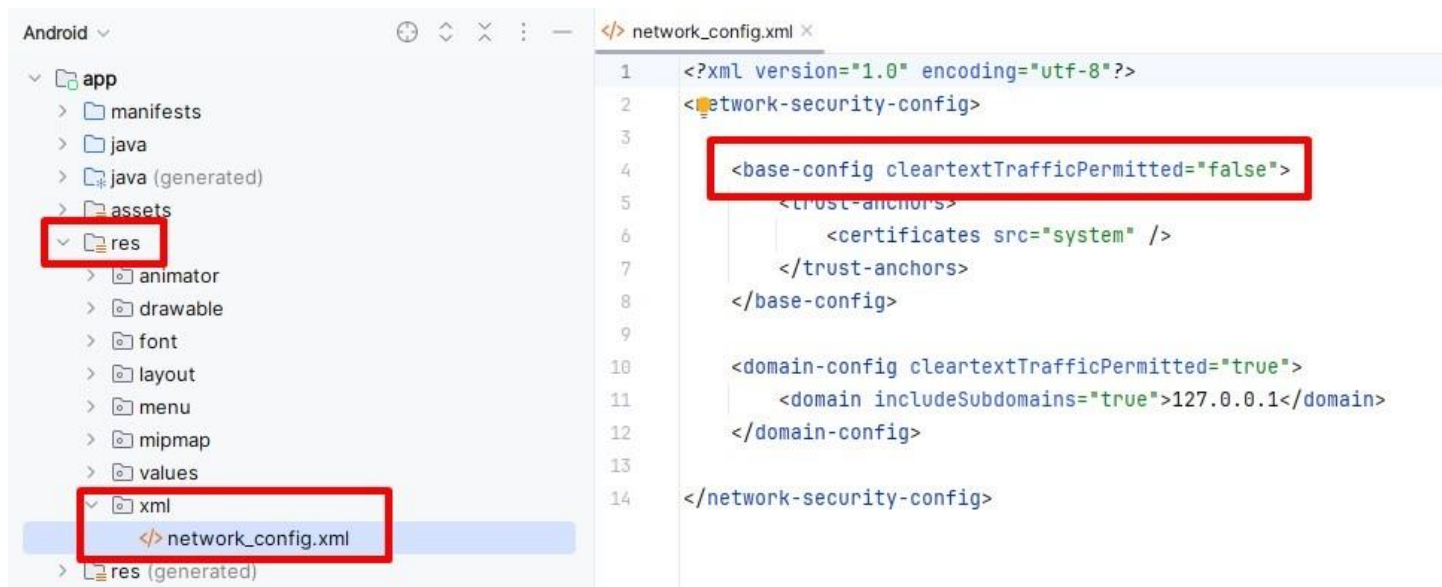 Android
app
manifests
java
java (generated)
assets
res
animator
drawable
font
layout
menu
mipmap
values
xml
</> network_config.xml
res (generated)
</> network_config.xml
1 <?xml version="1.0" encoding="utf-8"?>
2 <network-security-config>
3
4 <base-config cleartextTrafficPermitted="false">
5 <trust-anchors>
6 <certificates src="system" />
7 </trust-anchors>
8 </base-config>
9
10 <domain-config cleartextTrafficPermitted="true">
11 <domain includeSubdomains="true">127.0.0.1</domain>
12 </domain-config>
13
14 </network-security-config>